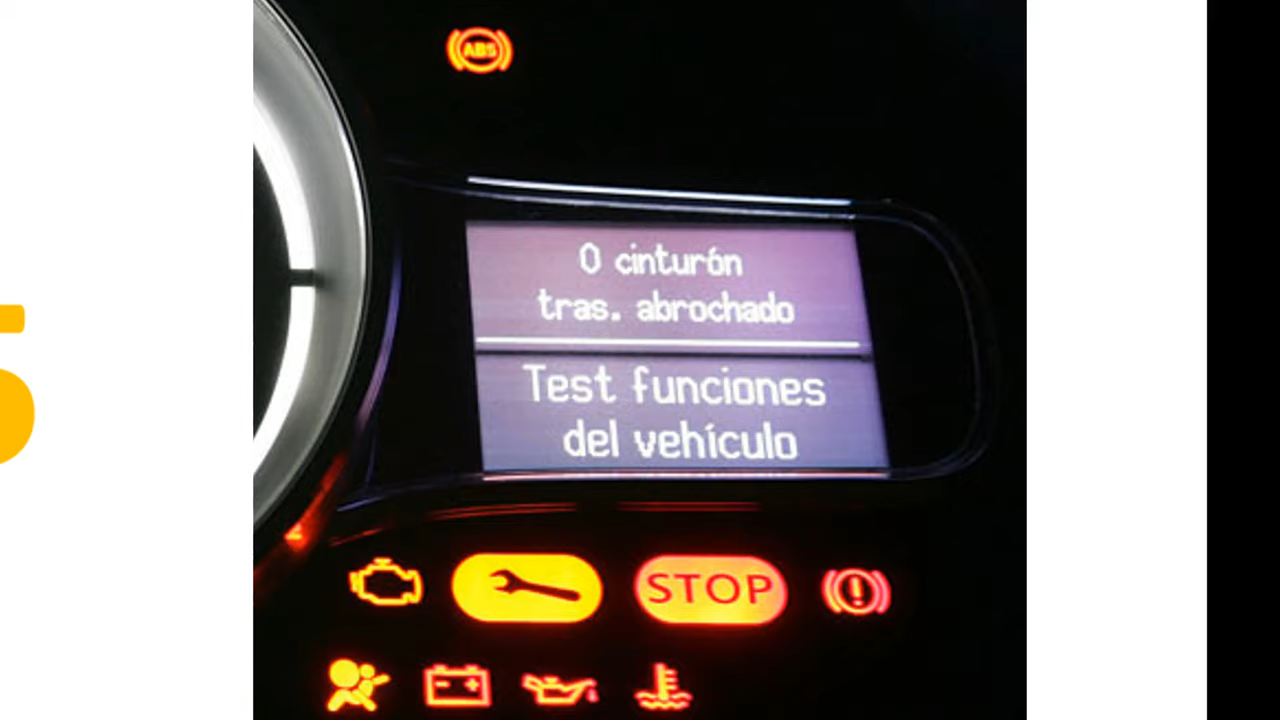 ABS
0 cinturón
tras. abrochado
Test funciones
del vehículo
STOP